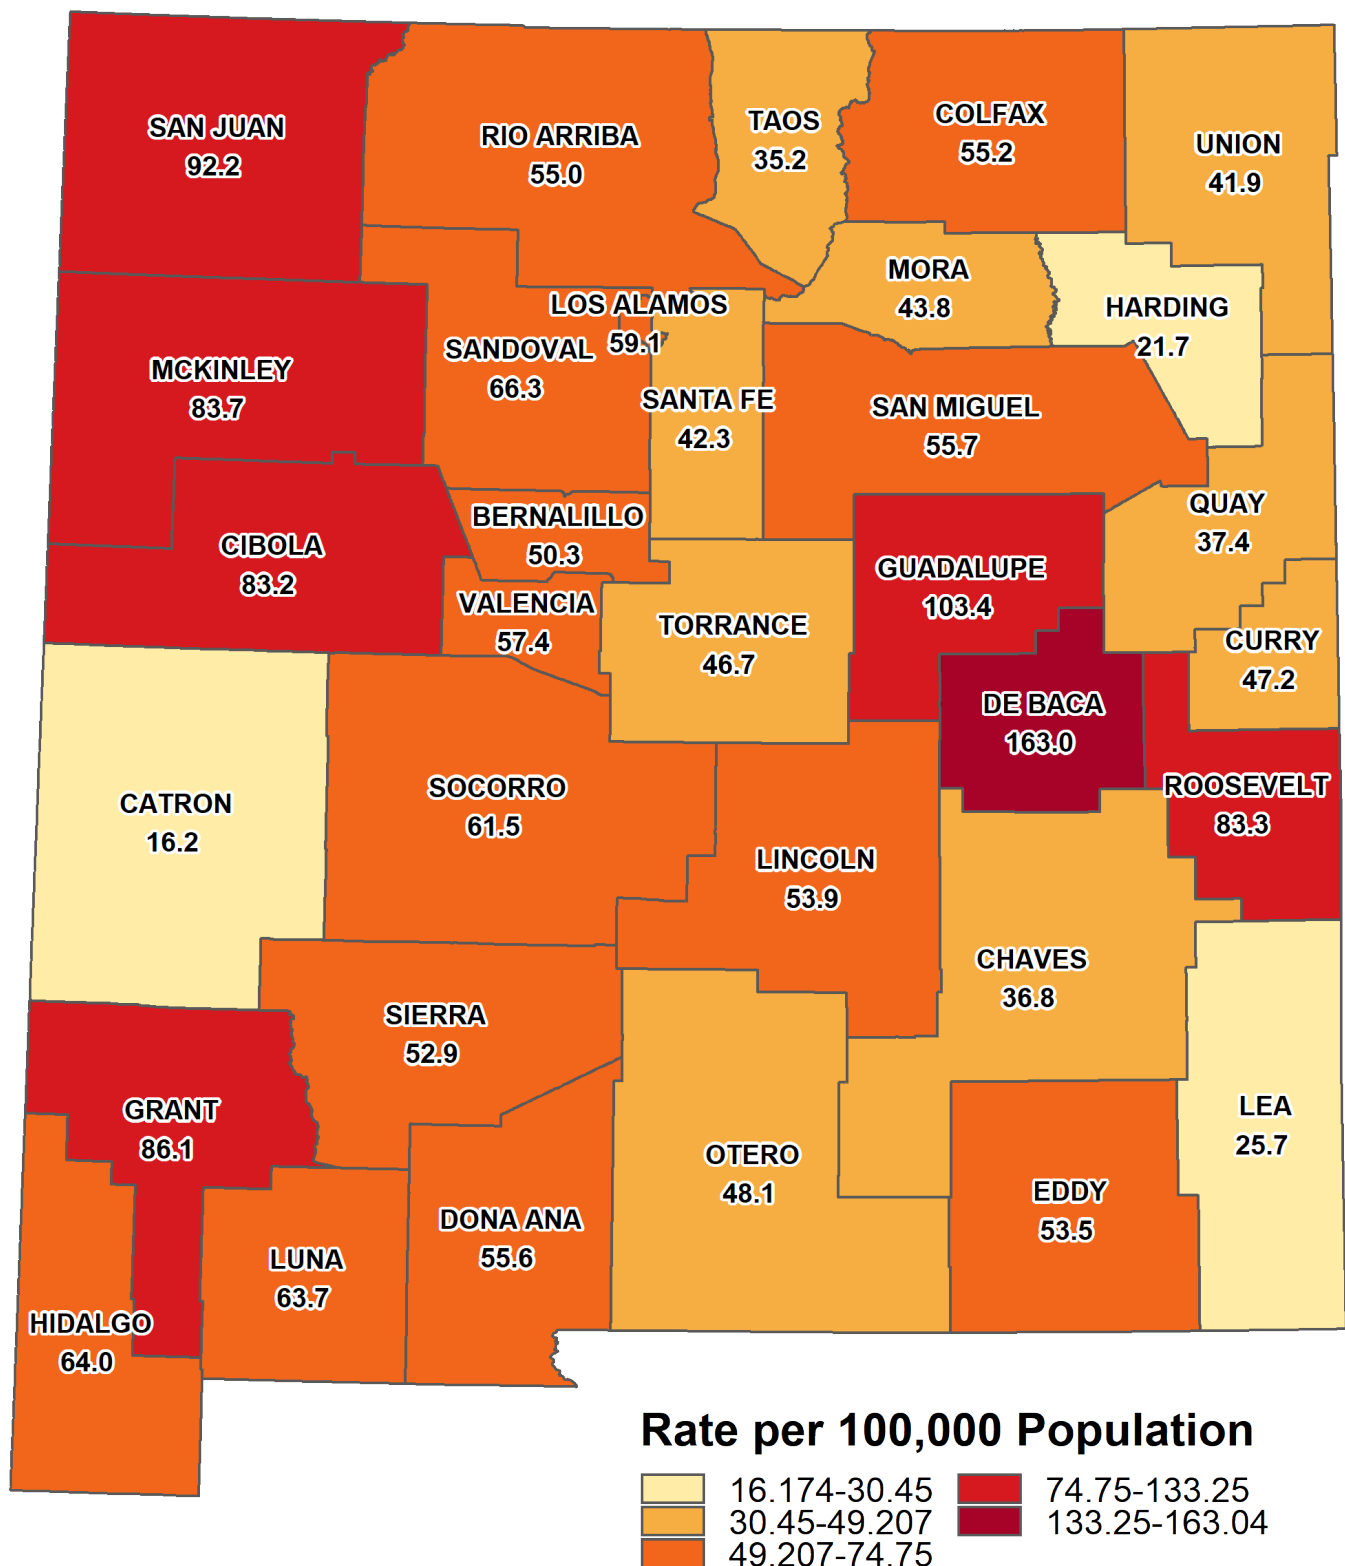 SAN JUAN
92.2
RIO ARRIBA
55.0
TAOS
35.2
COLFAX
55.2
UNION
41.9
MORA
43.8
HARDING
21.7
LOS ALAMOS
59.1
SANDOVAL
66.3
MCKINLEY
83.7
SANTA FE
42.3
SAN MIGUEL
55.7
QUAY
37.4
BERNALILLO
50.3
CIBOLA
83.2
GUADALUPE
103.4
VALENCIA
57.4
TORRANCE
46.7
CURRY
47.2
DE BACA
163.0
ROOSEVELT
83.3
CATRON
16.2
SOCORRO
61.5
LINCOLN
53.9
CHAVES
36.8
SIERRA
52.9
GRANT
86.1
LEA
25.7
OTERO
48.1
EDDY
53.5
DONA ANA
55.6
LUNA
63.7
HIDALGO
64.0
Rate per 100,000 Population
16.174-30.45
30.45-49.207
49.207-74.75
74.75-133.25
133.25-163.04